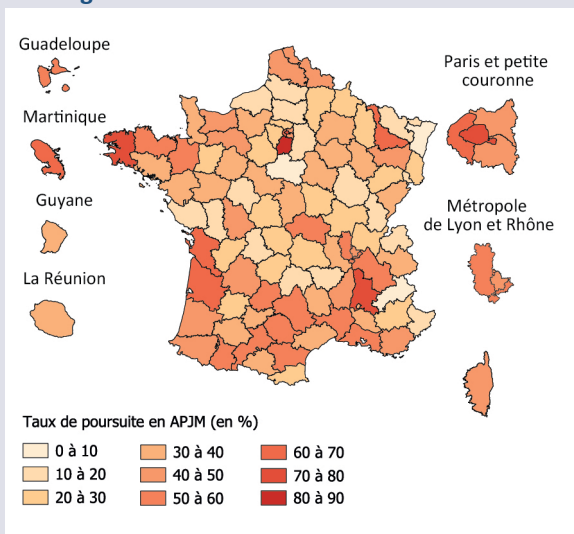 Guadeloupe
Martinique
Guyane
La Réunion
Paris et petite
couronne
Métropole
de Lyon et Rhône
Taux de poursuite en APJM (en %)
0 à 10
10 à 20
20 à 30
30 à 40
40 à 50
50 à 60
60 à 70
70 à 80
80 à 90